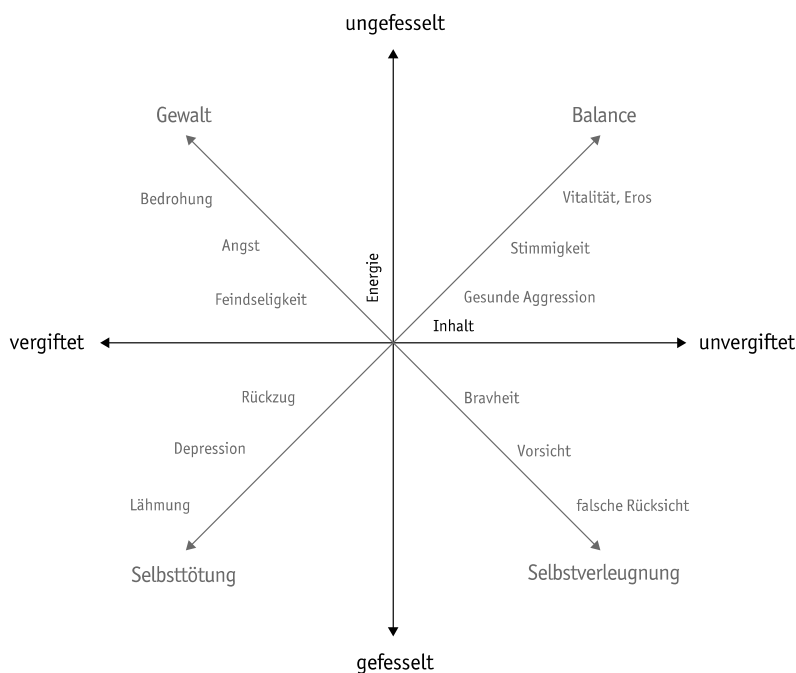 ungefesselt
Gewalt
Balance
Bedrohung
Vitalität, Eros
Angst
Stimmigkeit
Energie
Feindseligkeit
Gesunde Aggression
Inhalt
vergiftet
unvergiftet
Rückzug
Bravheit
Depression
Vorsicht
Lähmung
falsche Rücksicht
Selbsttötung
Selbstverleugnung
gefesselt